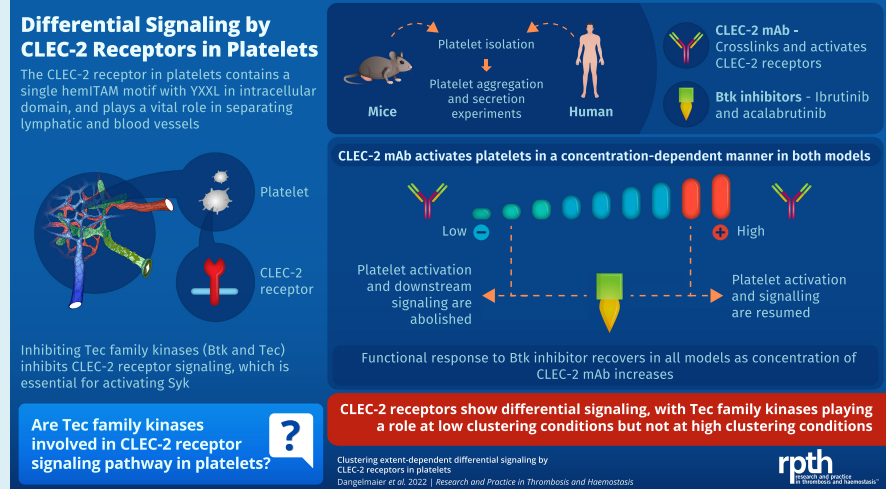 Differential Signaling by
CLEC-2 Receptors in Platelets
The CLEC-2 receptor in platelets contains a
single hemITAM motif with YXXL in intracellular
domain, and plays a vital role in separating
lymphatic and blood vessels
Platelet
CLEC-2
receptor
Inhibiting Tec family kinases (Btk and Tec)
inhibits CLEC-2 receptor signaling, which is
essential for activating Syk
Are Tec family kinases
involved in CLEC-2 receptor
signaling pathway in platelets?
?
Platelet isolation
Platelet aggregation
and secretion
experiments
Mice
Human
CLEC-2 mAb -
Crosslinks and activates
CLEC-2 receptors
Btk inhibitors - Ibrutinib
and acalabrutinib
CLEC-2 mAb activates platelets in a concentration-dependent manner in both models
Low −
+ High
Platelet activation
and downstream
signaling are
abolished
Platelet activation
and signalling
are resumed
Functional response to Btk inhibitor recovers in all models as concentration of
CLEC-2 mAb increases
CLEC-2 receptors show differential signaling, with Tec family kinases playing
a role at low clustering conditions but not at high clustering conditions
Clustering extent-dependent differential signaling by
CLEC-2 receptors in platelets
Dangelmaier et al. 2022 | Research and Practice in Thrombosis and Haemostasis
rpth
research and practice
in thrombosis and haemostasis™